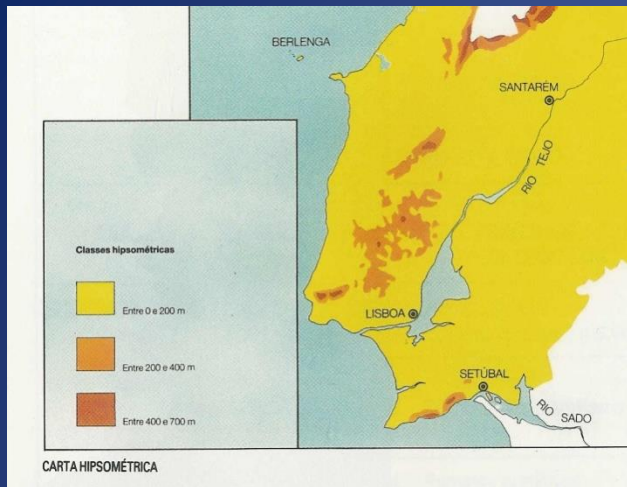 BERLENGA
SANTARÉM
RIO TEJO
Classes hipsométricas
Entre 0 e 200 m
LISBOA
Entre 200 e 400 m
SETÚBAL
RIO SADO
Entre 400 e 700 m
CARTA HIPSOMÉTRICA